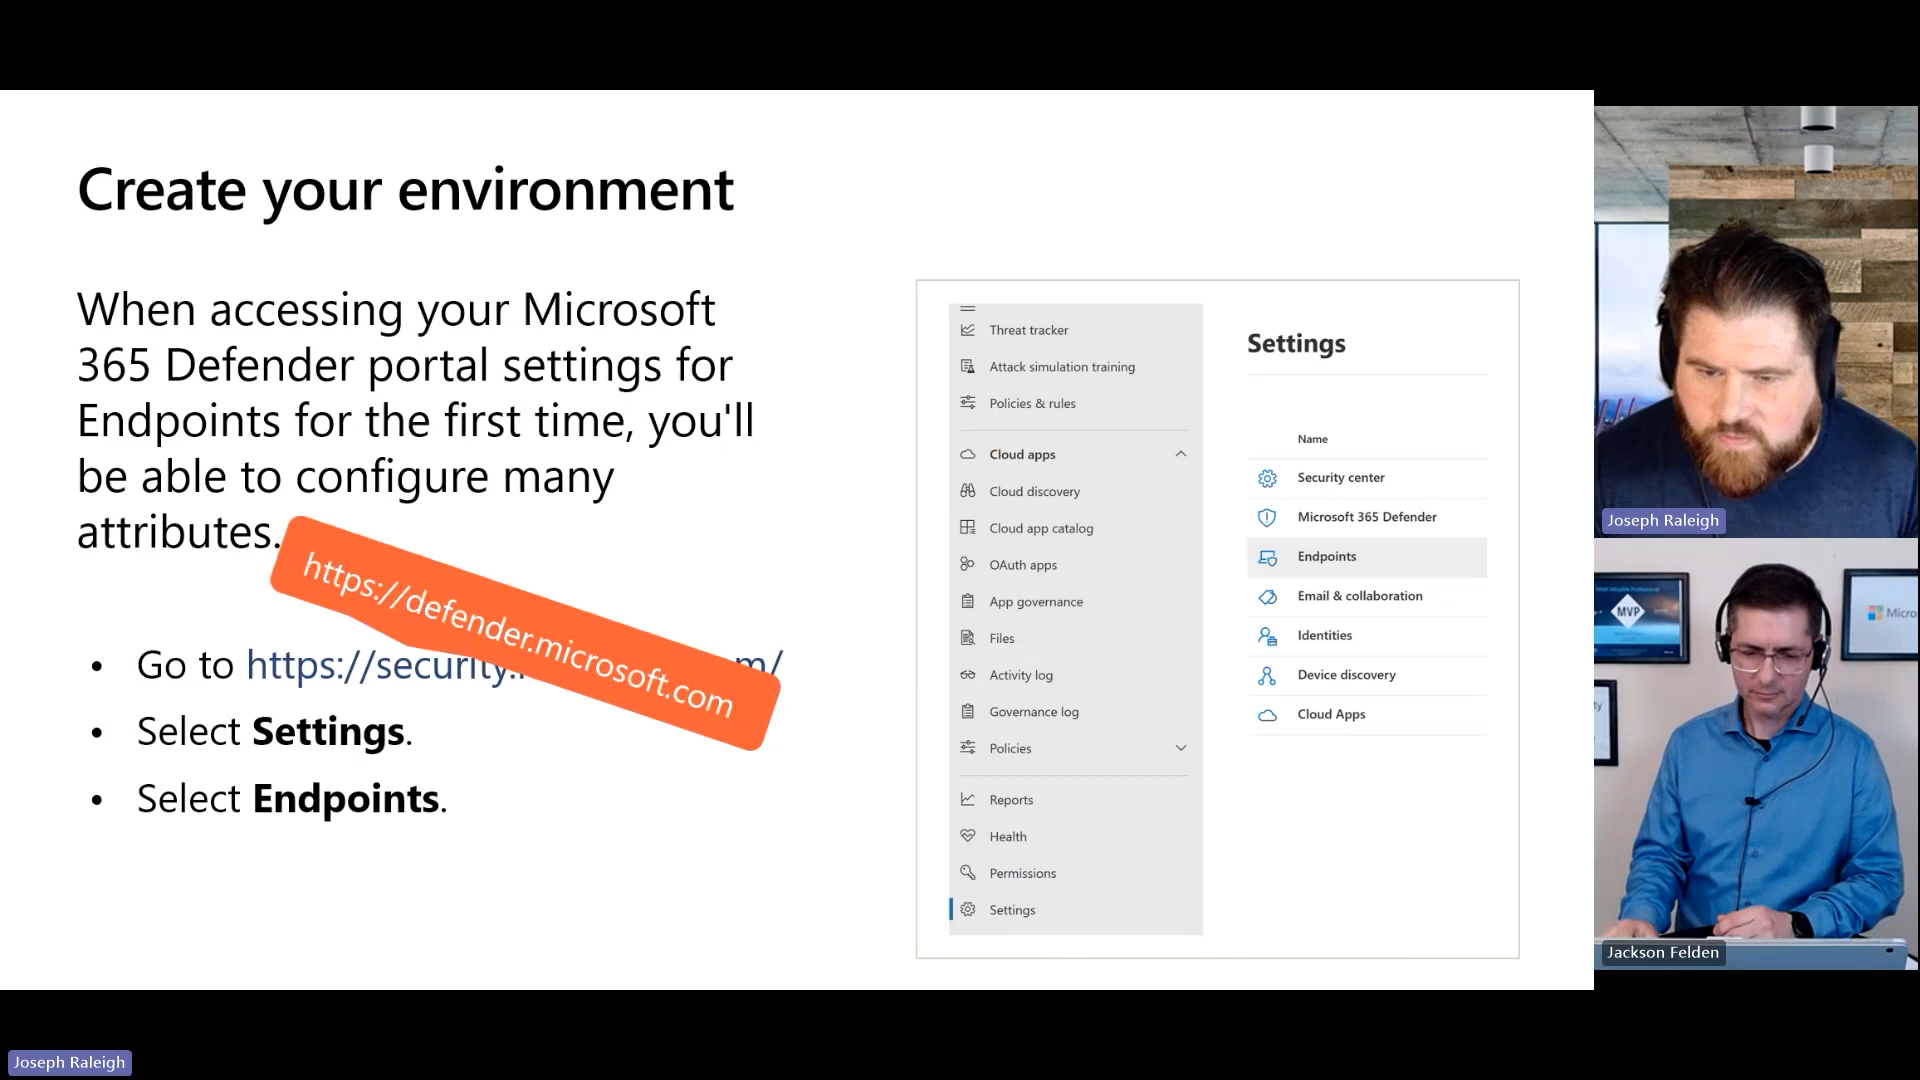 Create your environment
When accessing your Microsoft
365 Defender portal settings for
Endpoints for the first time, you'll
be able to configure many
attributes.
https://defender.microsoft.com
• Go to https://security.
m/
• Select Settings.
• Select Endpoints.
Threat tracker
Attack simulation training
Policies & rules
Cloud apps
Cloud discovery
Cloud app catalog
OAuth apps
App governance
Files
Activity log
Governance log
Policies
Reports
Health
Permissions
Settings
Settings
Name
Security center
Microsoft 365 Defender
Endpoints
Email & collaboration
Identities
Device discovery
Cloud Apps
Joseph Raleigh
MVP
Micros
Jackson Felden
Joseph Raleigh